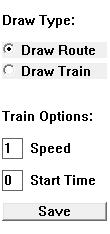 Draw Type:
Draw Route
Draw Train
Train Options:
1 Speed
0 Start Time
Save